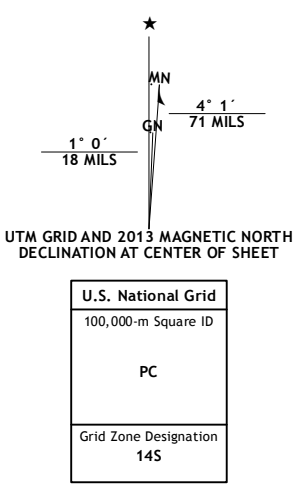 ★
MN
4° 1´
71 MILS
GN
1° 0´
18 MILS
UTM GRID AND 2013 MAGNETIC NORTH
DECLINATION AT CENTER OF SHEET
U.S. National Grid
100,000-m Square ID
PC
Grid Zone Designation
14S